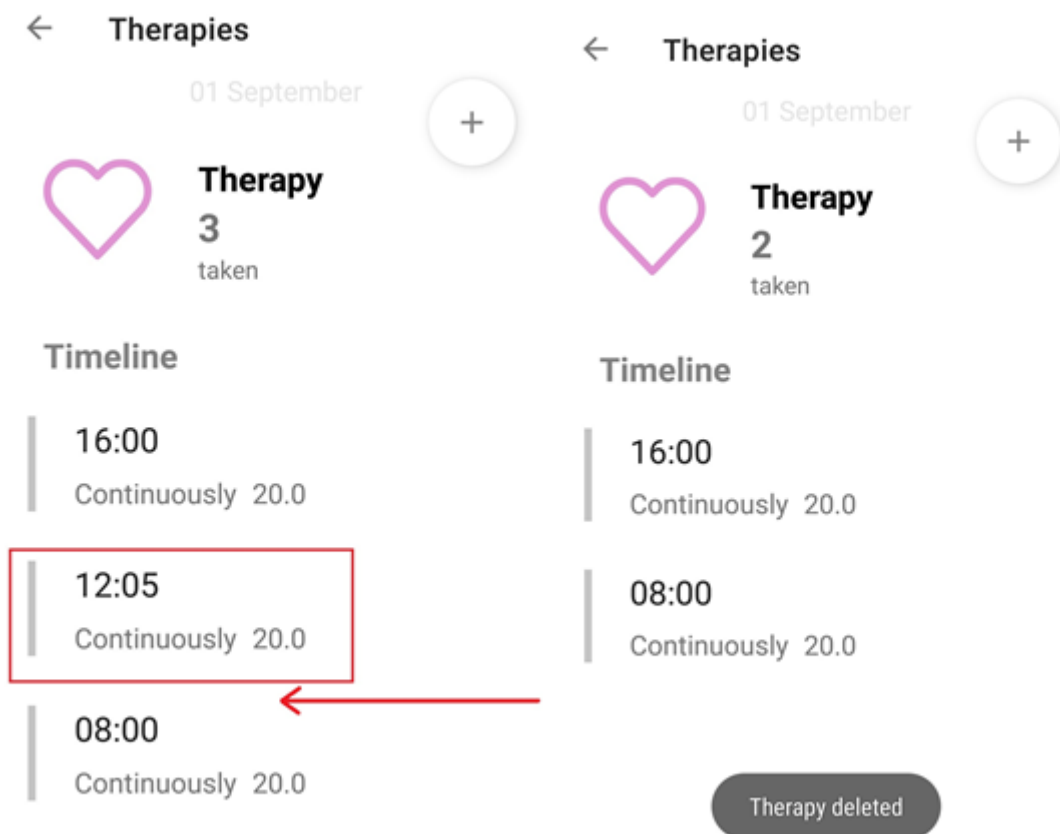 Therapies
01 September
+
Therapy
3
taken
Timeline
16:00
Continuously 20.0
12:05
Continuously 20.0
08:00
Continuously 20.0
Therapies
01 September
+
Therapy
2
taken
Timeline
16:00
Continuously 20.0
08:00
Continuously 20.0
Therapy deleted